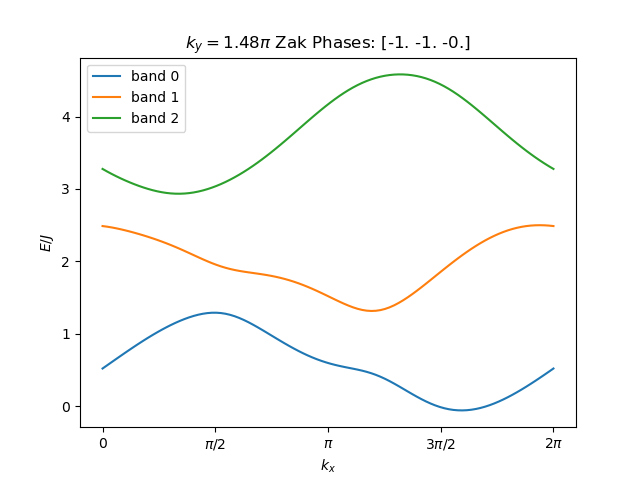 k_y = 1.48π Zak Phases: [-1. -1. -0.]
band 0
band 1
band 2
4
3
2
1
0
E/J
0 π/2 π 3π/2 2π
k_x